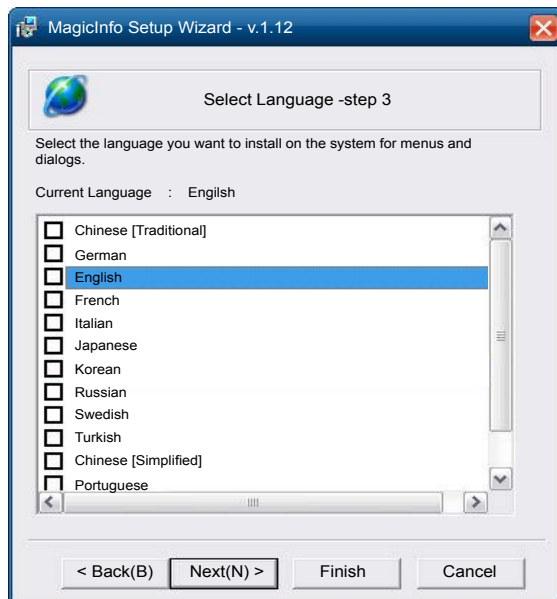 MagicInfo Setup Wizard - v.1.12
Select Language -step 3
Select the language you want to install on the system for menus and
dialogs.
Current Language : Engilsh
Chinese [Traditional]
German
English
French
Italian
Japanese
Korean
Russian
Swedish
Turkish
Chinese [Simplified]
Portuguese
< Back(B) Next(N) > Finish Cancel